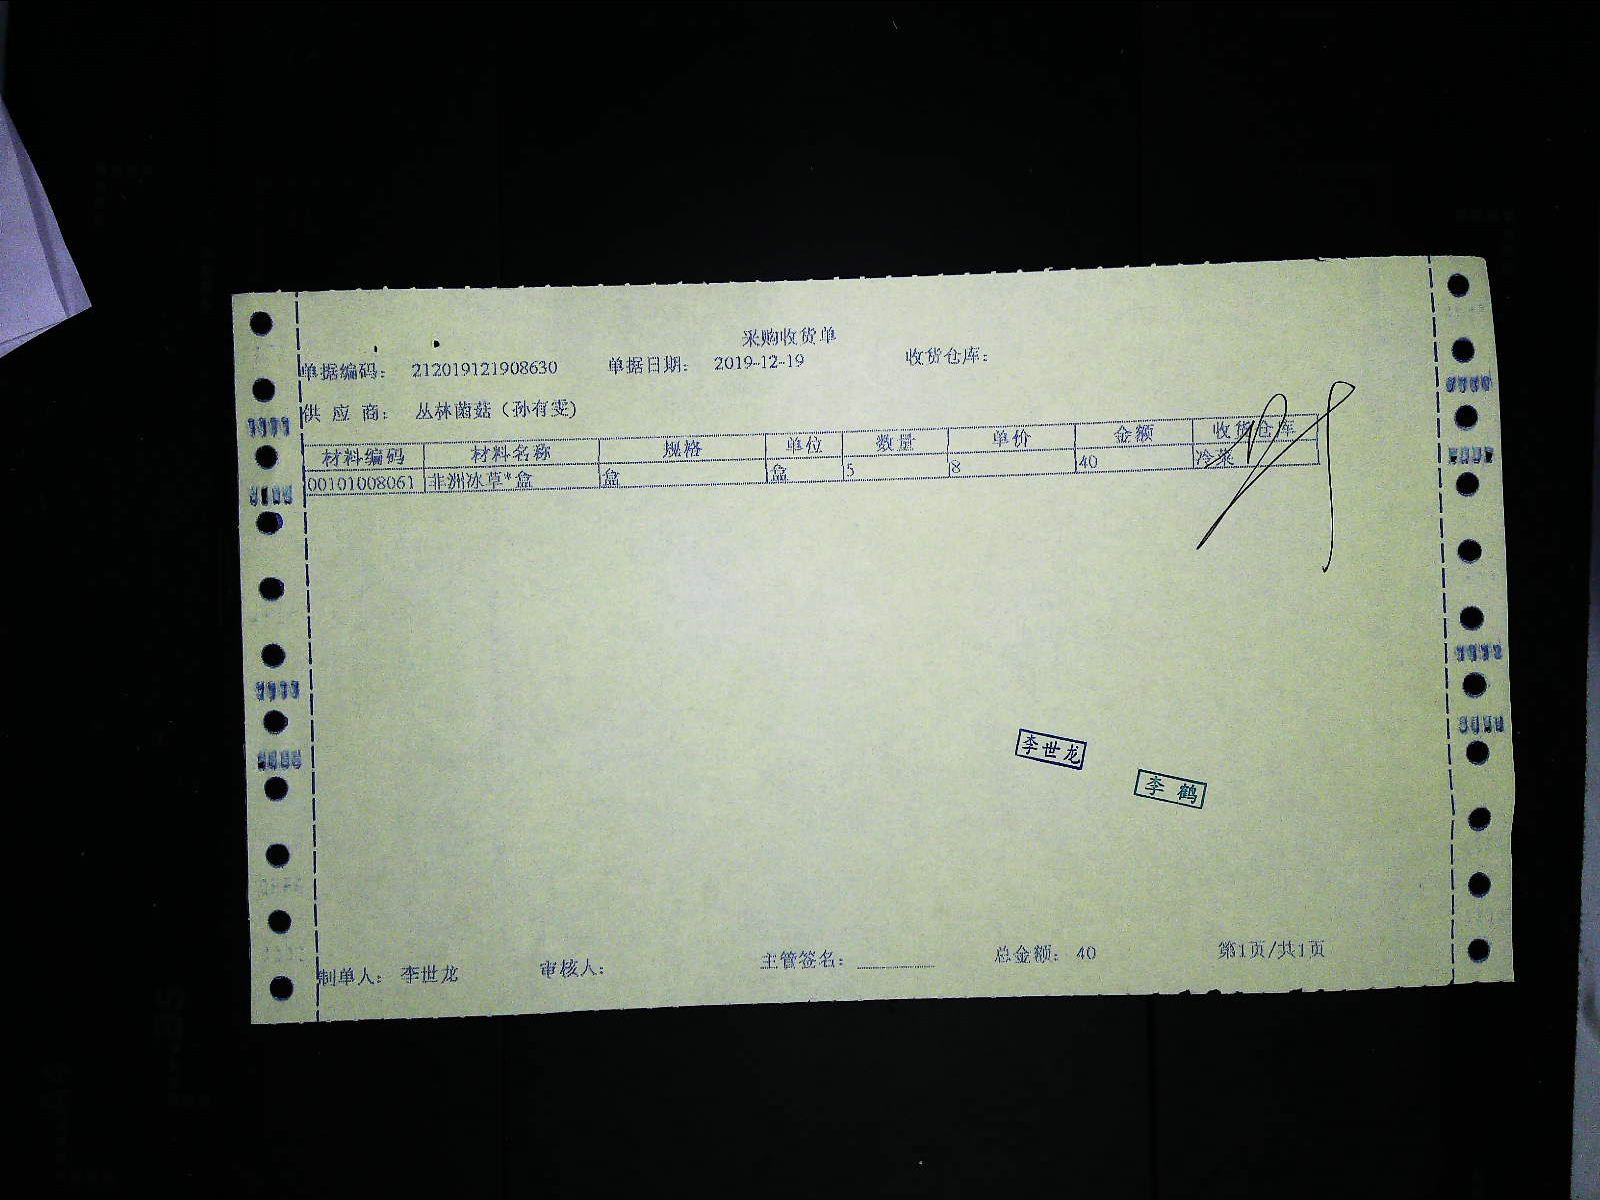 采购收货单
单据编码： 212019121908630 单据日期： 2019-12-19 收货仓库：
供应商： 丛林菌菇（孙有雯)
材料编码 材料名称 规格 单位 数量 单价 金额 收货仓库
00101008061 非洲冰草*盒 盒 盒 5 8 40 冷菜
李世龙
李鹤
制单人： 李世龙 审核人： 主管签名： 总金额： 40 第1页/共1页